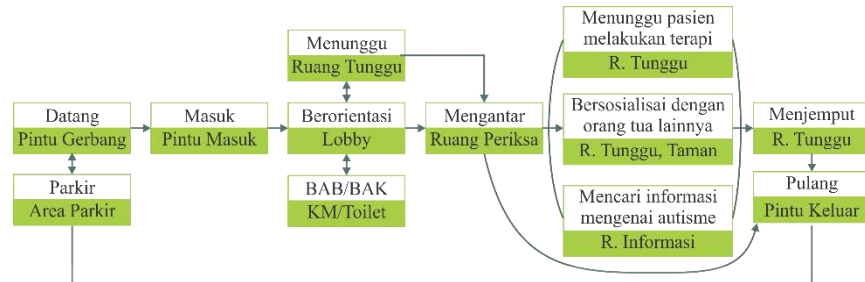 Menunggu
Ruang Tunggu
Menunggu pasien
melakukan terapi
R. Tunggu
Datang
Pintu Gerbang
Masuk
Pintu Masuk
Berorientasi
Lobby
Mengantar
Ruang Periksa
Bersosialisai dengan
orang tua lainnya
R. Tunggu, Taman
Menjemput
R. Tunggu
Parkir
Area Parkir
BAB/BAK
KM/Toilet
Mencari informasi
mengenai autisme
R. Informasi
Pulang
Pintu Keluar